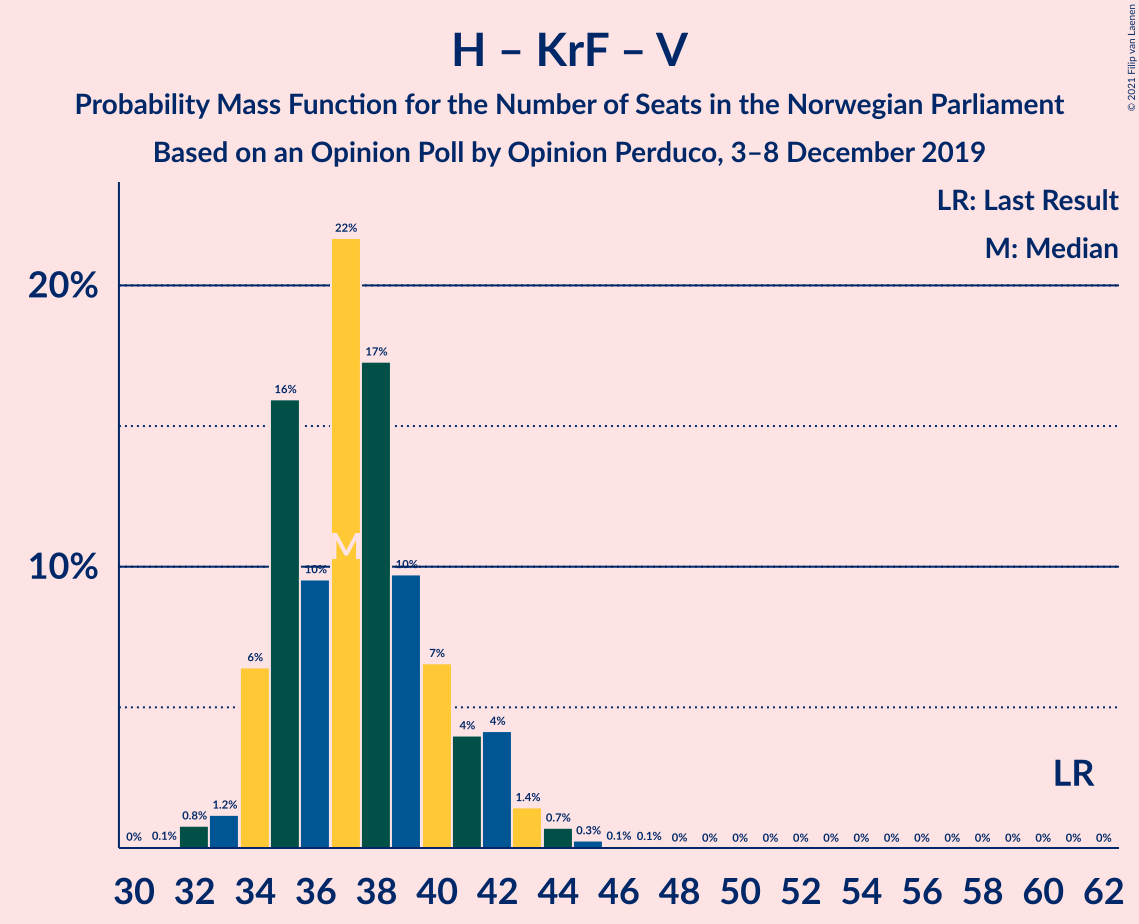 H – KrF – V
Probability Mass Function for the Number of Seats in the Norwegian Parliament
Based on an Opinion Poll by Opinion Perduco, 3–8 December 2019
© 2021 Filip van Laenen
LR: Last Result
M: Median
20%
10%
0% 0.1% 0.8% 1.2% 6% 16% 10% 22% 17% 10% 7% 4% 4% 1.4% 0.7% 0.3% 0.1% 0.1% 0% 0% 0% 0% 0% 0% 0% 0% 0% 0% 0% 0% 0% 0% 0%
M
LR
30 32 34 36 38 40 42 44 46 48 50 52 54 56 58 60 62